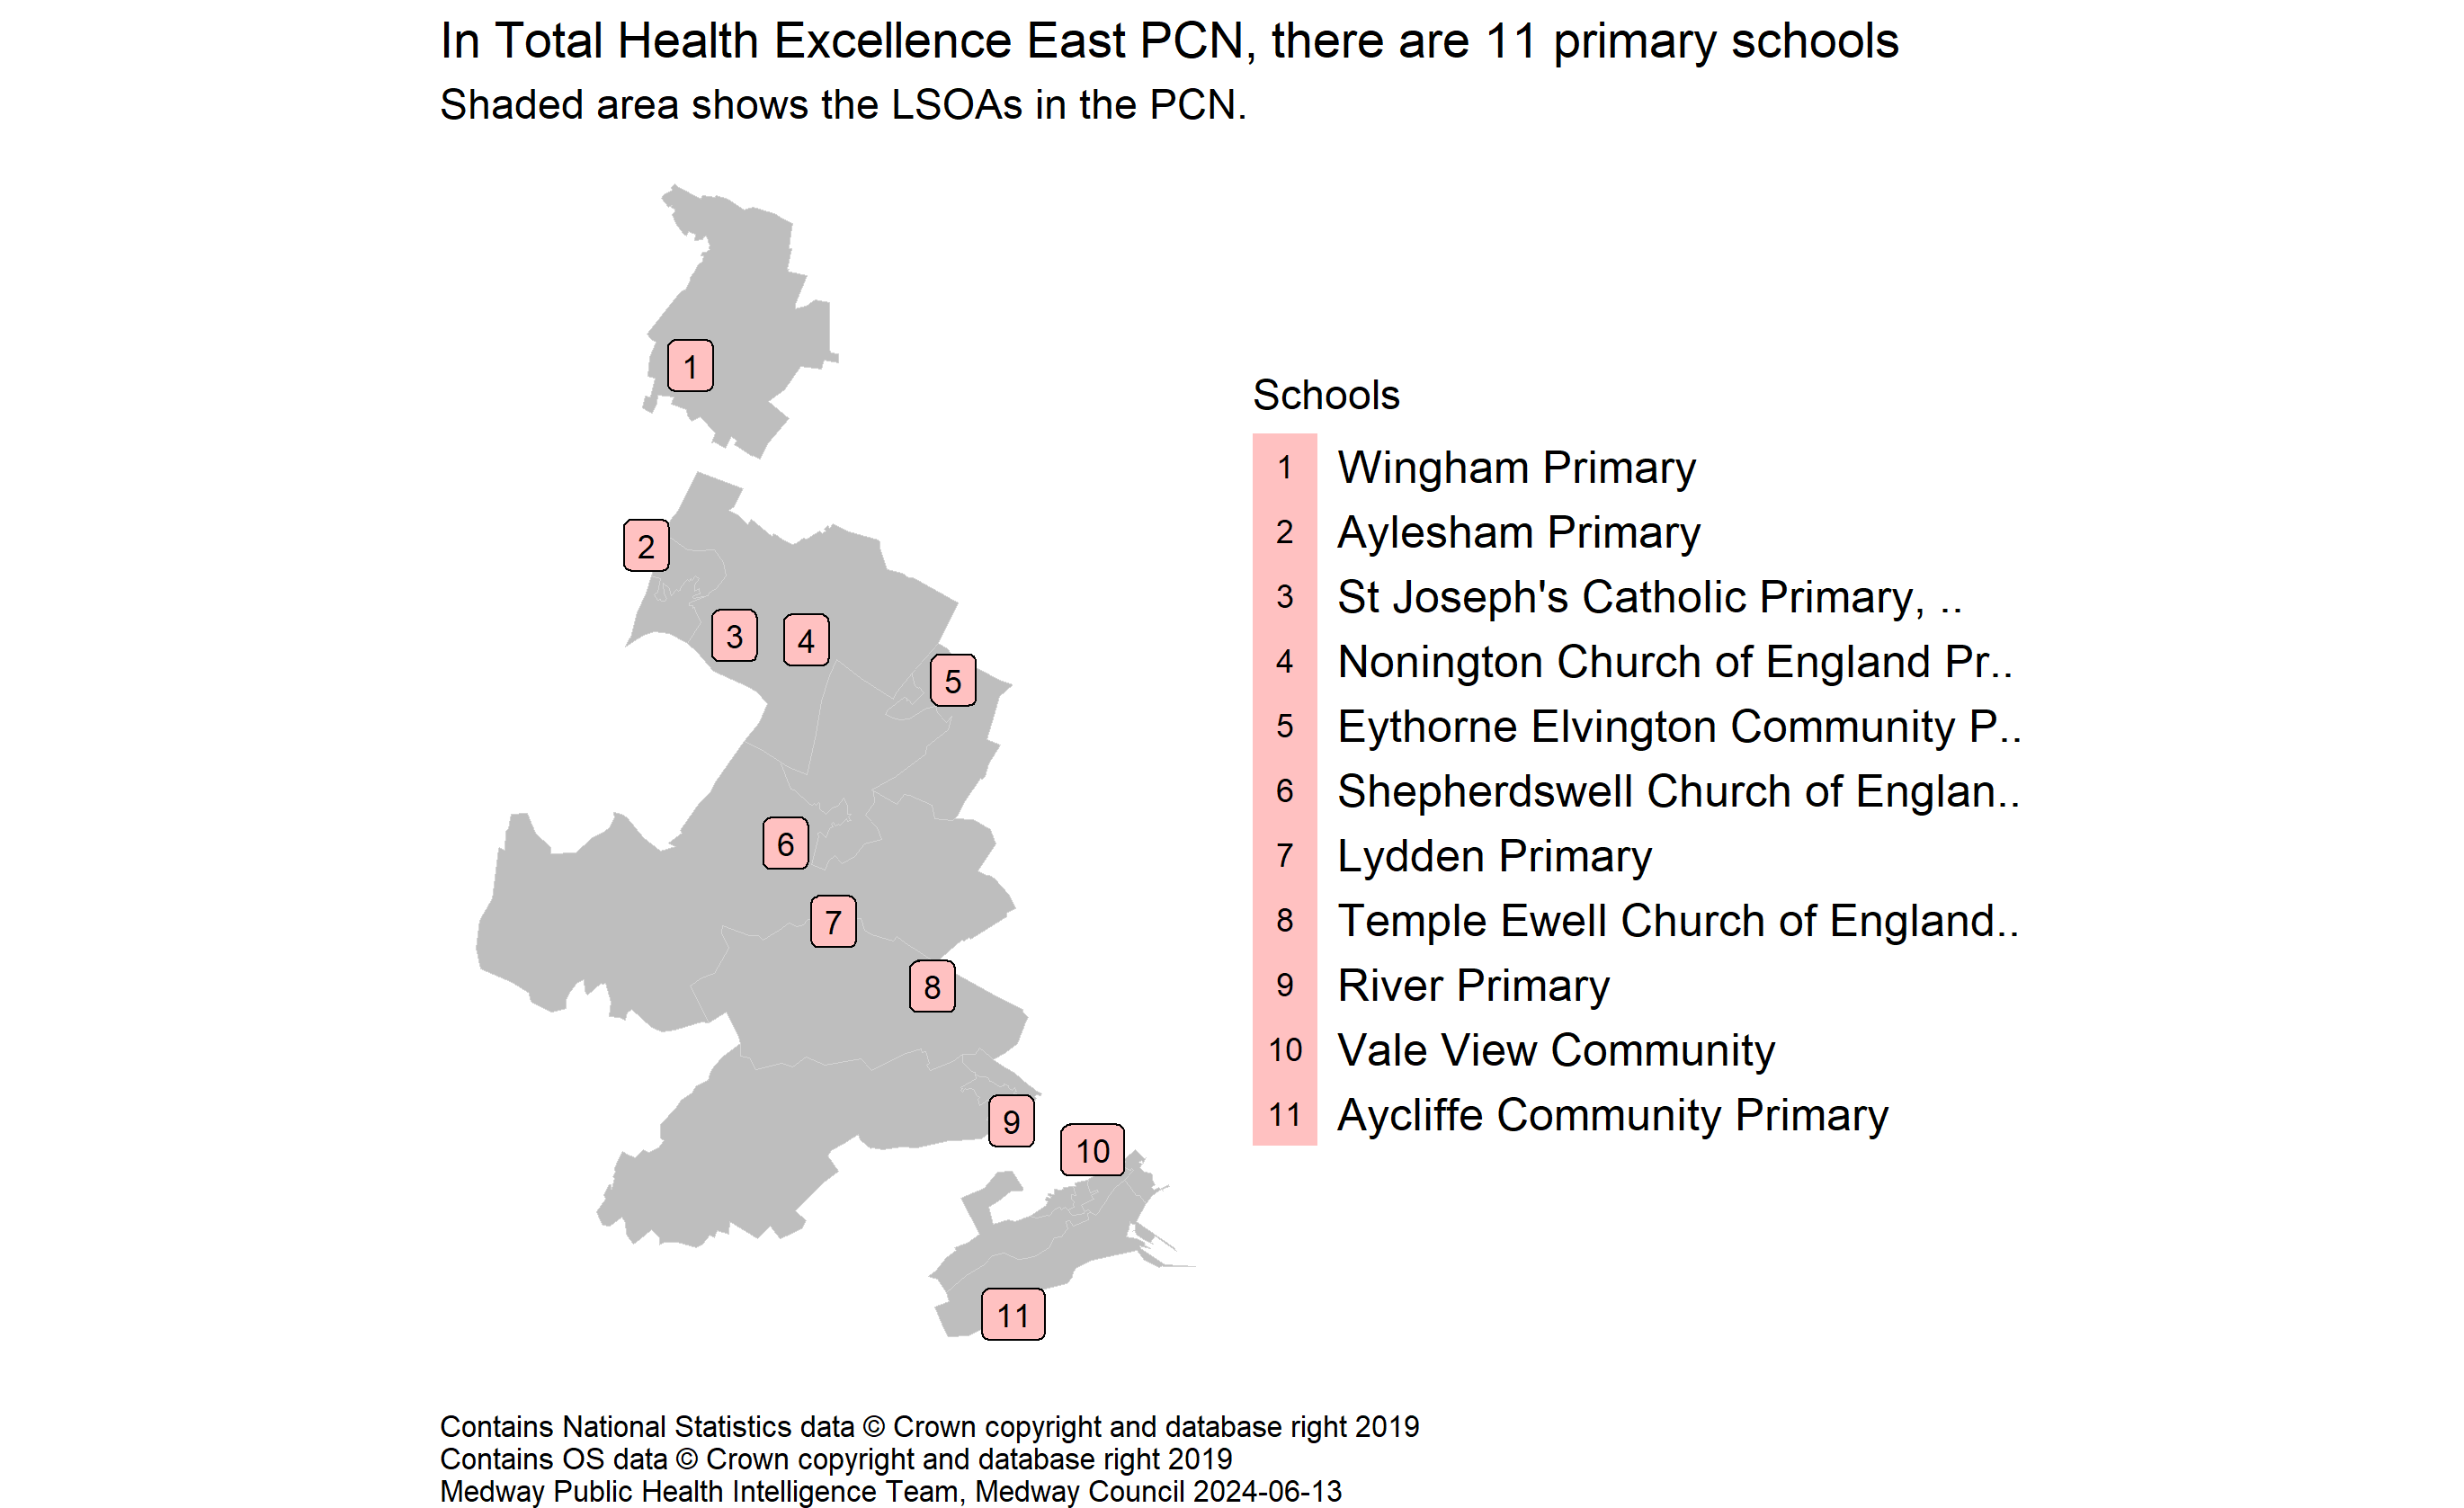 In Total Health Excellence East PCN, there are 11 primary schools
Shaded area shows the LSOAs in the PCN.
1
2
3
4
5
6
7
8
9
10
11
Schools
1 Wingham Primary
2 Aylesham Primary
3 St Joseph's Catholic Primary, ..
4 Nonington Church of England Pr..
5 Eythorne Elvington Community P..
6 Shepherdswell Church of Englan..
7 Lydden Primary
8 Temple Ewell Church of England..
9 River Primary
10 Vale View Community
11 Aycliffe Community Primary
Contains National Statistics data © Crown copyright and database right 2019
Contains OS data © Crown copyright and database right 2019
Medway Public Health Intelligence Team, Medway Council 2024-06-13